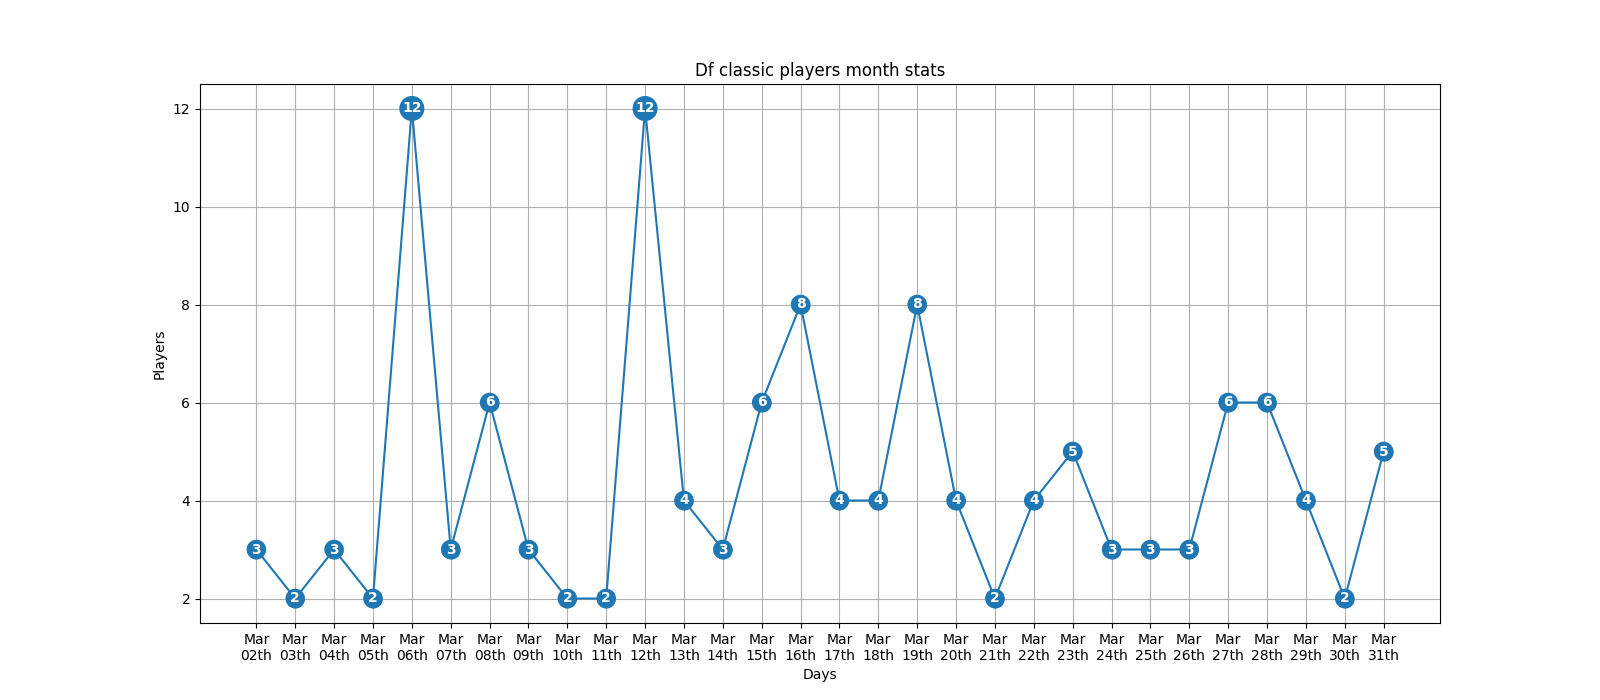 Df classic players month stats
12
10
8
6
4
2
Players
3 2 3 2 12 3 6 3 2 2 12 4 3 6 8 4 4 8 4 2 4 5 3 3 3 6 6 4 2 5
Mar Mar Mar Mar Mar Mar Mar Mar Mar Mar Mar Mar Mar Mar Mar Mar Mar Mar Mar Mar Mar Mar Mar Mar Mar Mar Mar Mar Mar Mar
02th 03th 04th 05th 06th 07th 08th 09th 10th 11th 12th 13th 14th 15th 16th 17th 18th 19th 20th 21th 22th 23th 24th 25th 26th 27th 28th 29th 30th 31th
Days